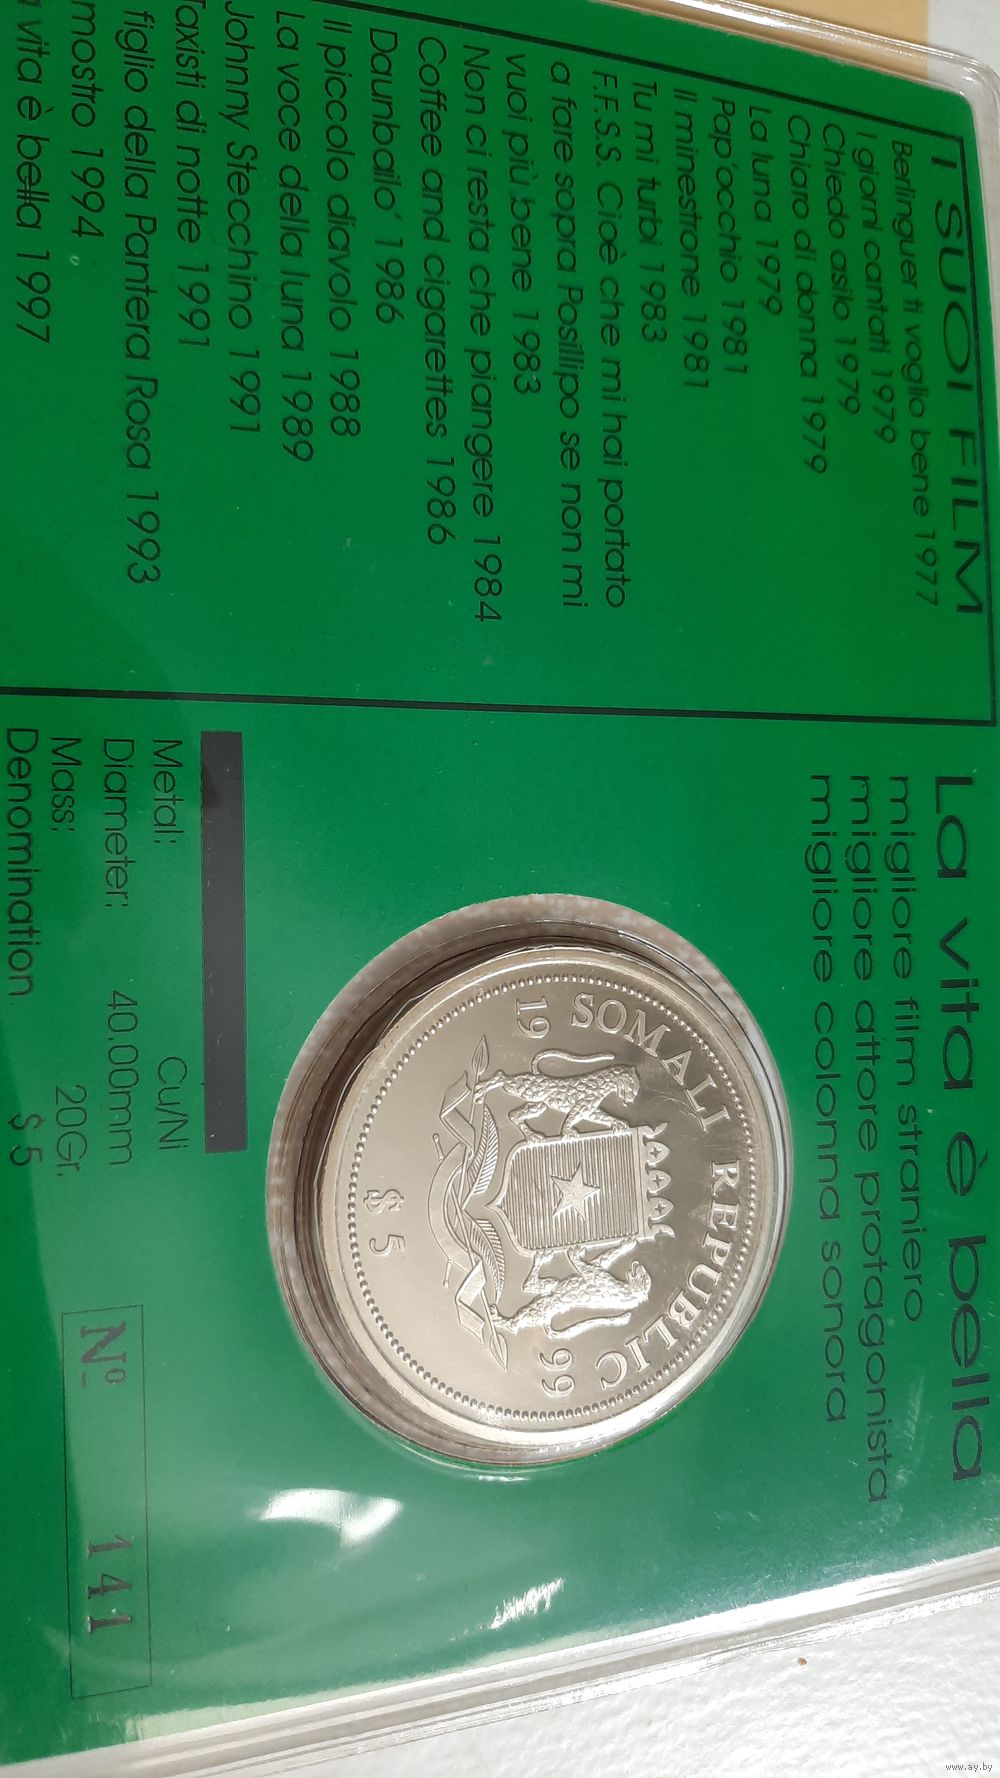 I SUOI FILM
Berlinguer ti voglio bene 1977
I giorni cantati 1979
Chiedo asilo 1979
Chiaro di donna 1979
La luna 1979
Pap'occhio 1981
Il minestrone 1981
Tu mi turbi 1983
F.F.S.S. Cioè che mi hai portato
a fare sopra Posillipo se non mi
vuoi più bene 1983
Non ci resta che piangere 1984
Coffee and cigarettes 1986
Daunbailo' 1986
Il piccolo diavolo 1988
La voce della luna 1989
Johnny Stecchino 1991
Taxisti di notte 1991
figlio della Pantera Rosa 1993
mostro 1994
vita è bella 1997
La vita è bella
migliore film straniero
migliore attore protagonista
migliore colonna sonora
SOMALI REPUBLIC
19 99
$ 5
Metal: Cu/Ni
Diameter: 40.00mm
Mass: 20Gr.
Denomination $ 5
Nº 141
www.ay.by